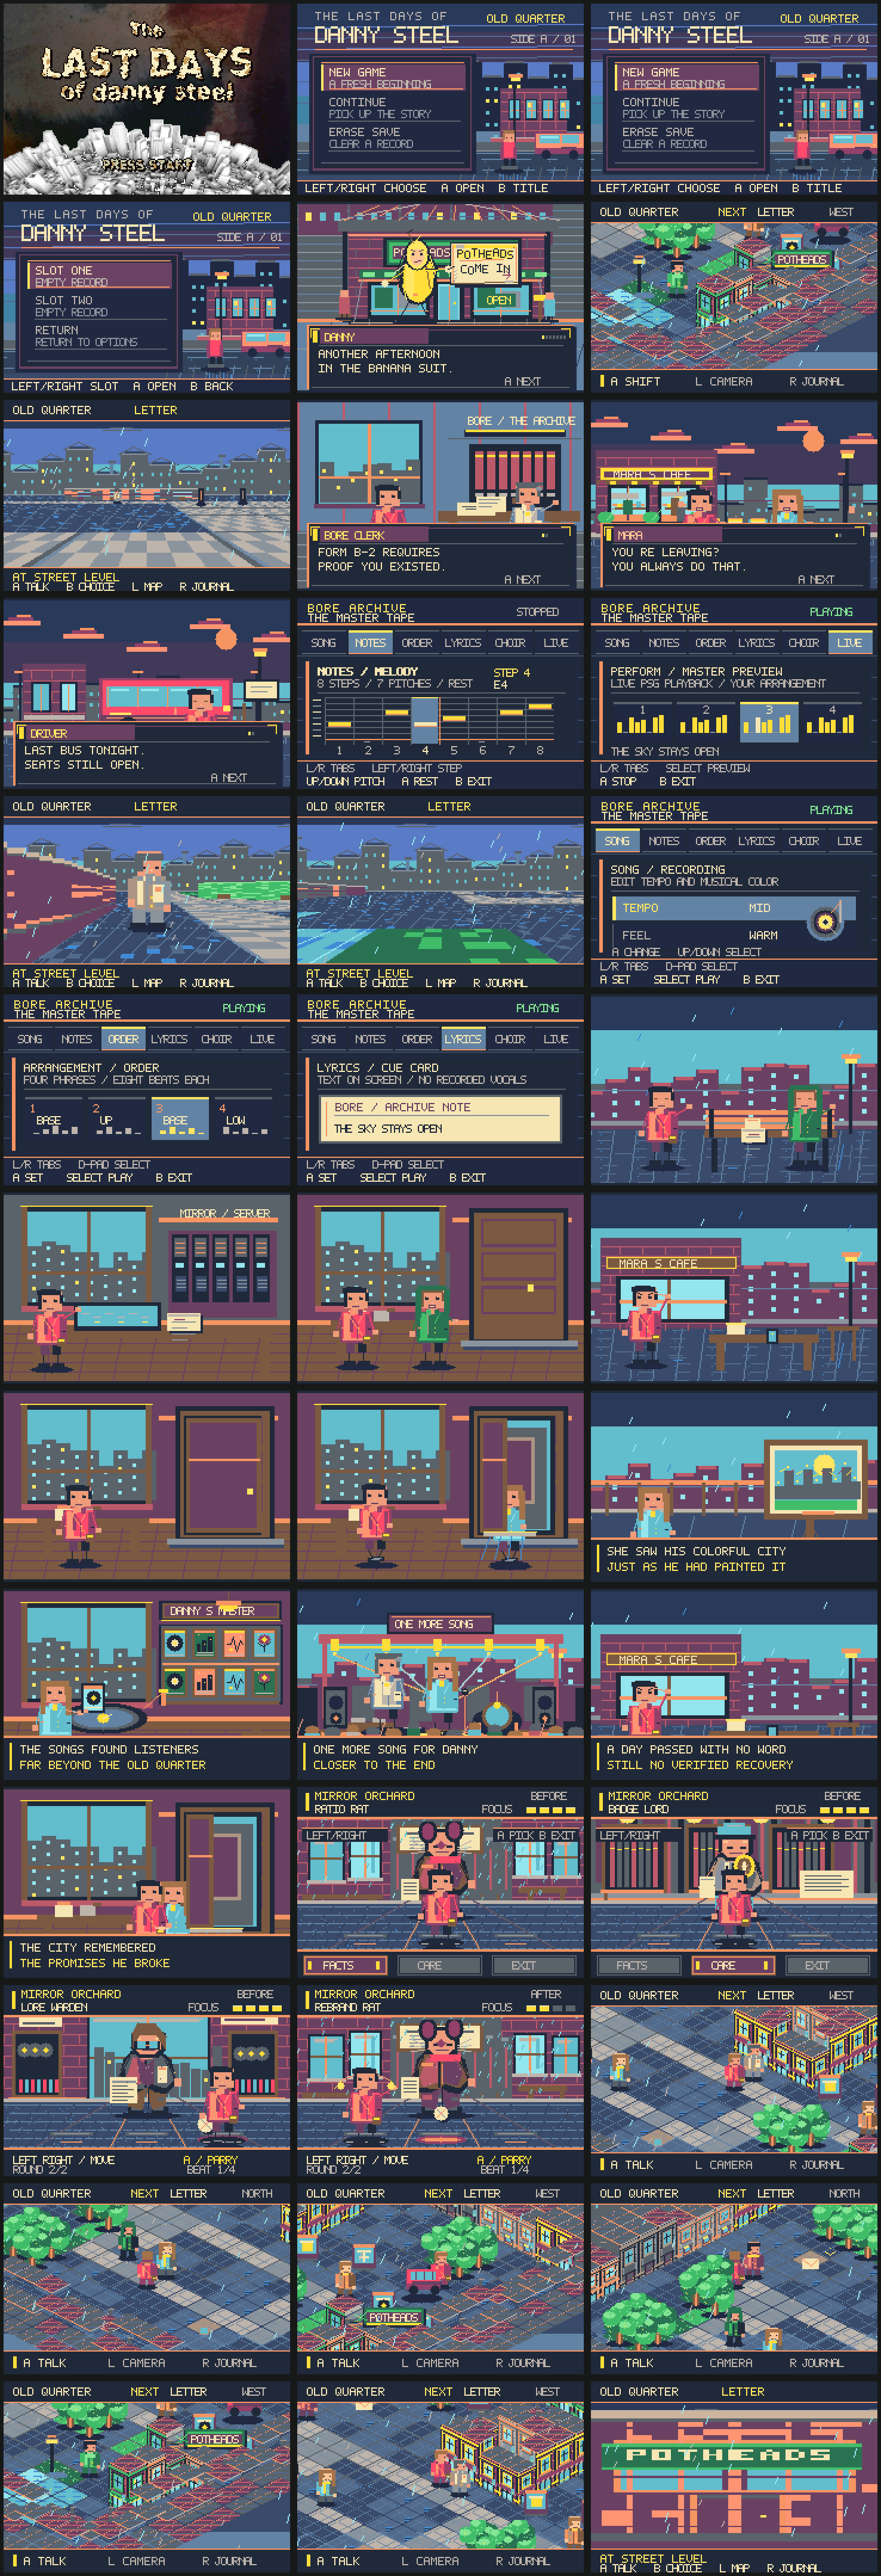 The
LAST DAYS
of danny steel
PRESS START
THE LAST DAYS OF
DANNY STEEL
OLD QUARTER
SIDE A / 01
NEW GAME
A FRESH BEGINNING
CONTINUE
PICK UP THE STORY
ERASE SAVE
CLEAR A RECORD
LEFT/RIGHT CHOOSE A OPEN B TITLE
THE LAST DAYS OF
DANNY STEEL
OLD QUARTER
SIDE A / 01
NEW GAME
A FRESH BEGINNING
CONTINUE
PICK UP THE STORY
ERASE SAVE
CLEAR A RECORD
LEFT/RIGHT CHOOSE A OPEN B TITLE
THE LAST DAYS OF
DANNY STEEL
OLD QUARTER
SIDE A / 01
SLOT ONE
EMPTY RECORD
SLOT TWO
EMPTY RECORD
RETURN
RETURN TO OPTIONS
LEFT/RIGHT SLOT A OPEN B BACK
POTHEADS
COME IN
OPEN
DANNY
ANOTHER AFTERNOON
IN THE BANANA SUIT.
A NEXT
OLD QUARTER NEXT LETTER WEST
POTHEADS
A SHIFT L CAMERA R JOURNAL
OLD QUARTER LETTER
AT STREET LEVEL
A TALK B CHOICE L MAP R JOURNAL
BORE / THE ARCHIVE
BORE CLERK
FORM B-2 REQUIRES
PROOF YOU EXISTED.
A NEXT
MARA S CAFE
MARA
YOU RE LEAVING?
YOU ALWAYS DO THAT.
A NEXT
DRIVER
LAST BUS TONIGHT.
SEATS STILL OPEN.
A NEXT
BORE ARCHIVE
THE MASTER TAPE
STOPPED
SONG NOTES ORDER LYRICS CHOIR LIVE
NOTES / MELODY
8 STEPS / 7 PITCHES / REST
STEP 4
E4
1 2 3 4 5 6 7 8
L/R TABS LEFT/RIGHT STEP
UP/DOWN PITCH A REST B EXIT
BORE ARCHIVE
THE MASTER TAPE
PLAYING
SONG NOTES ORDER LYRICS CHOIR LIVE
PERFORM / MASTER PREVIEW
LIVE PSG PLAYBACK / YOUR ARRANGEMENT
1 2 3 4
THE SKY STAYS OPEN
L/R TABS SELECT PREVIEW
A STOP B EXIT
OLD QUARTER LETTER
AT STREET LEVEL
A TALK B CHOICE L MAP R JOURNAL
OLD QUARTER LETTER
AT STREET LEVEL
A TALK B CHOICE L MAP R JOURNAL
BORE ARCHIVE
THE MASTER TAPE
PLAYING
SONG NOTES ORDER LYRICS CHOIR LIVE
SONG / RECORDING
EDIT TEMPO AND MUSICAL COLOR
TEMPO MID
FEEL WARM
A CHANGE UP/DOWN SELECT
L/R TABS D-PAD SELECT
A SET SELECT PLAY B EXIT
BORE ARCHIVE
THE MASTER TAPE
PLAYING
SONG NOTES ORDER LYRICS CHOIR LIVE
ARRANGEMENT / ORDER
FOUR PHRASES / EIGHT BEATS EACH
1 2 3 4
BASE UP BASE LOW
L/R TABS D-PAD SELECT
A SET SELECT PLAY B EXIT
BORE ARCHIVE
THE MASTER TAPE
PLAYING
SONG NOTES ORDER LYRICS CHOIR LIVE
LYRICS / CUE CARD
TEXT ON SCREEN / NO RECORDED VOCALS
BORE / ARCHIVE NOTE
THE SKY STAYS OPEN
L/R TABS D-PAD SELECT
A SET SELECT PLAY B EXIT
MIRROR / SERVER
MARA S CAFE
SHE SAW HIS COLORFUL CITY
JUST AS HE HAD PAINTED IT
DANNY S MASTER
THE SONGS FOUND LISTENERS
FAR BEYOND THE OLD QUARTER
ONE MORE SONG
ONE MORE SONG FOR DANNY
CLOSER TO THE END
MARA S CAFE
A DAY PASSED WITH NO WORD
STILL NO VERIFIED RECOVERY
THE CITY REMEMBERED
THE PROMISES HE BROKE
MIRROR ORCHARD BEFORE
RATIO RAT FOCUS
LEFT/RIGHT A PICK B EXIT
FACTS CARE EXIT
MIRROR ORCHARD BEFORE
BADGE LORD FOCUS
LEFT/RIGHT A PICK B EXIT
FACTS CARE EXIT
MIRROR ORCHARD BEFORE
LORE WARDEN FOCUS
LEFT RIGHT / MOVE A / PARRY
ROUND 2/2 BEAT 1/4
MIRROR ORCHARD AFTER
REBRAND RAT FOCUS
LEFT RIGHT / MOVE A / PARRY
ROUND 2/2 BEAT 1/4
OLD QUARTER NEXT LETTER WEST
A TALK L CAMERA R JOURNAL
OLD QUARTER NEXT LETTER NORTH
A TALK L CAMERA R JOURNAL
OLD QUARTER NEXT LETTER WEST
POTHEADS
A TALK L CAMERA R JOURNAL
OLD QUARTER NEXT LETTER NORTH
A TALK L CAMERA R JOURNAL
OLD QUARTER NEXT LETTER WEST
POTHEADS
A TALK L CAMERA R JOURNAL
OLD QUARTER NEXT LETTER WEST
A TALK L CAMERA R JOURNAL
OLD QUARTER LETTER
POTHEADS
AT STREET LEVEL
A TALK B CHOICE L MAP R JOURNAL